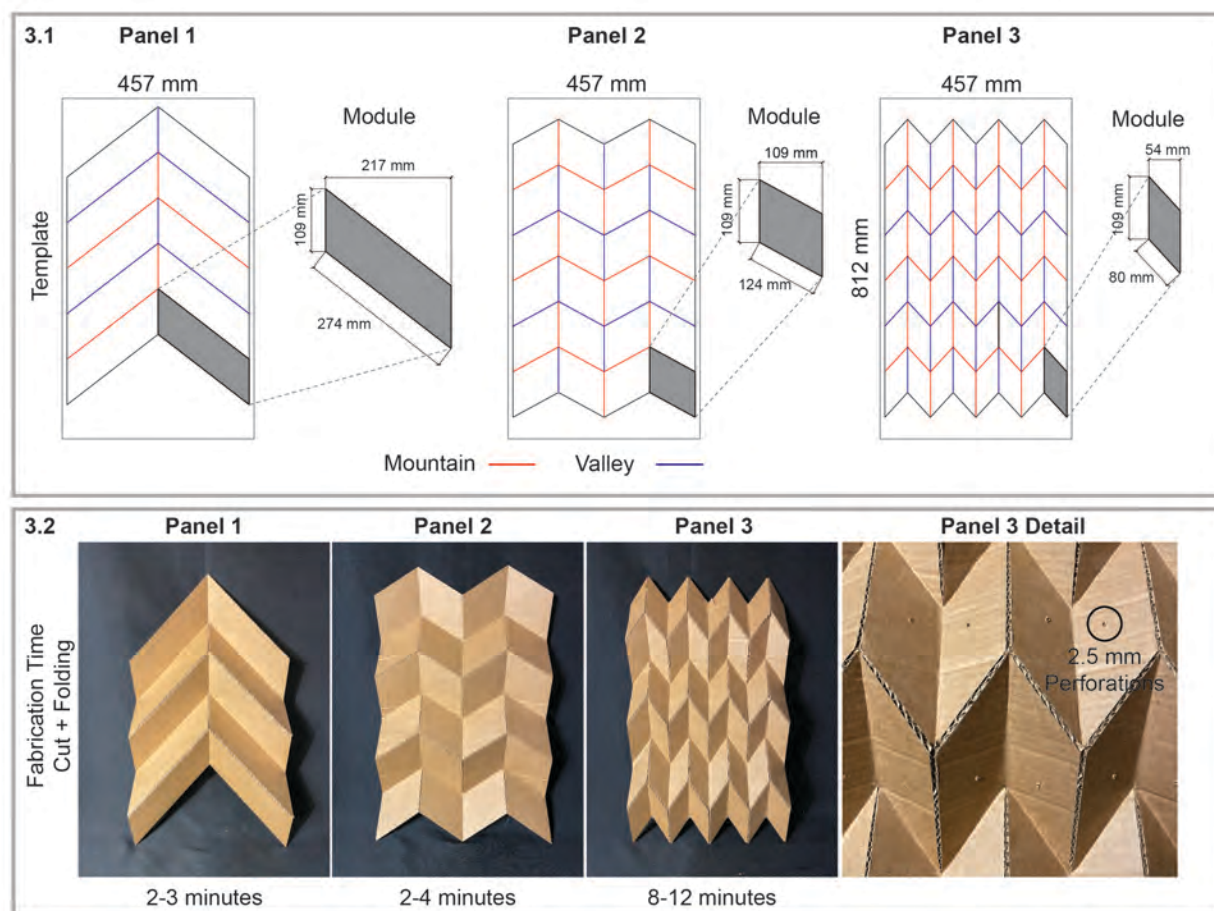 3.1
Panel 1
Panel 2
Panel 3
457 mm
457 mm
457 mm
Module
Module
Module
217 mm
109 mm
54 mm
109 mm
109 mm
109 mm
274 mm
124 mm
80 mm
812 mm
Template
Mountain
Valley
3.2
Panel 1
Panel 2
Panel 3
Panel 3 Detail
Fabrication Time
Cut + Folding
2.5 mm
Perforations
2-3 minutes
2-4 minutes
8-12 minutes